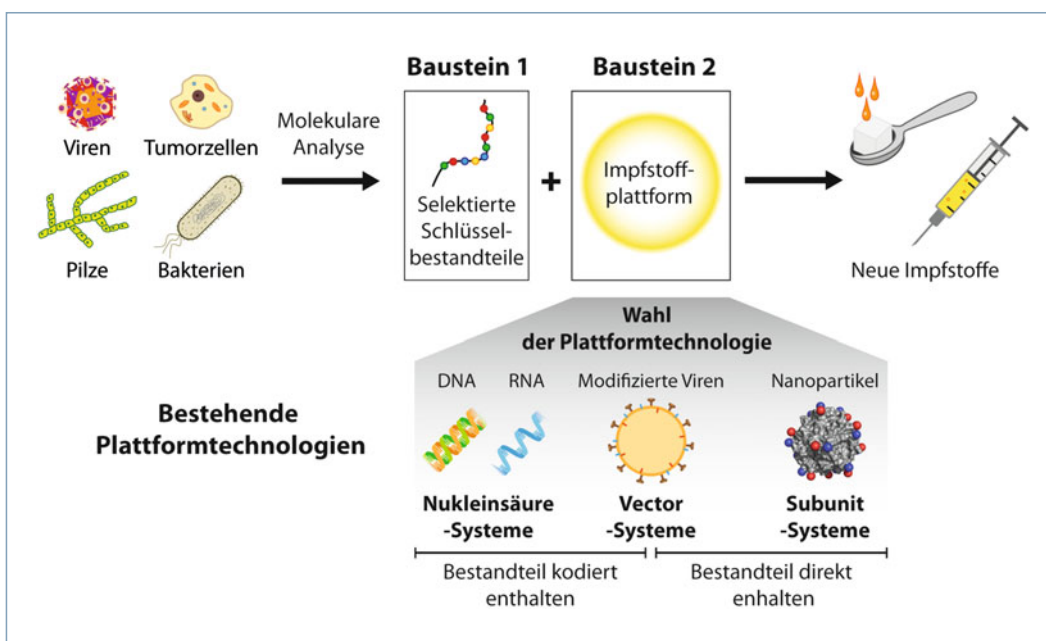 Baustein 1
Baustein 2
Viren
Tumorzellen
Pilze
Bakterien
Molekulare
Analyse
Selektierte
Schlüssel-
bestandteile
+
Impfstoff-
plattform
Neue Impfstoffe
Wahl
der Plattformtechnologie
Bestehende
Plattformtechnologien
DNA
RNA
Modifizierte Viren
Nanopartikel
Nukleinsäure
-Systeme
Vector
-Systeme
Subunit
-Systeme
Bestandteil kodiert
enthalten
Bestandteil direkt
enhalten